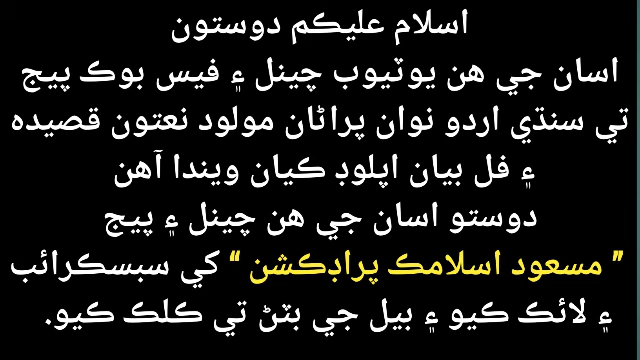 اسلام عليڪم دوستون
اسان جي هن يوٽيوب چينل ۽ فيس بوڪ پيج
تي سنڌي اردو نوان پراڻان مولود نعتون قصيده
۽ فل بيان اپلوڊ ڪيان ويندا آهن
دوستو اسان جي هن چينل ۽ پيج
” مسعود اسلامڪ پراڊڪشن “ کي سبسڪرائب
۽ لائڪ ڪيو ۽ بيل جي بٽڻ تي ڪلڪ ڪيو.